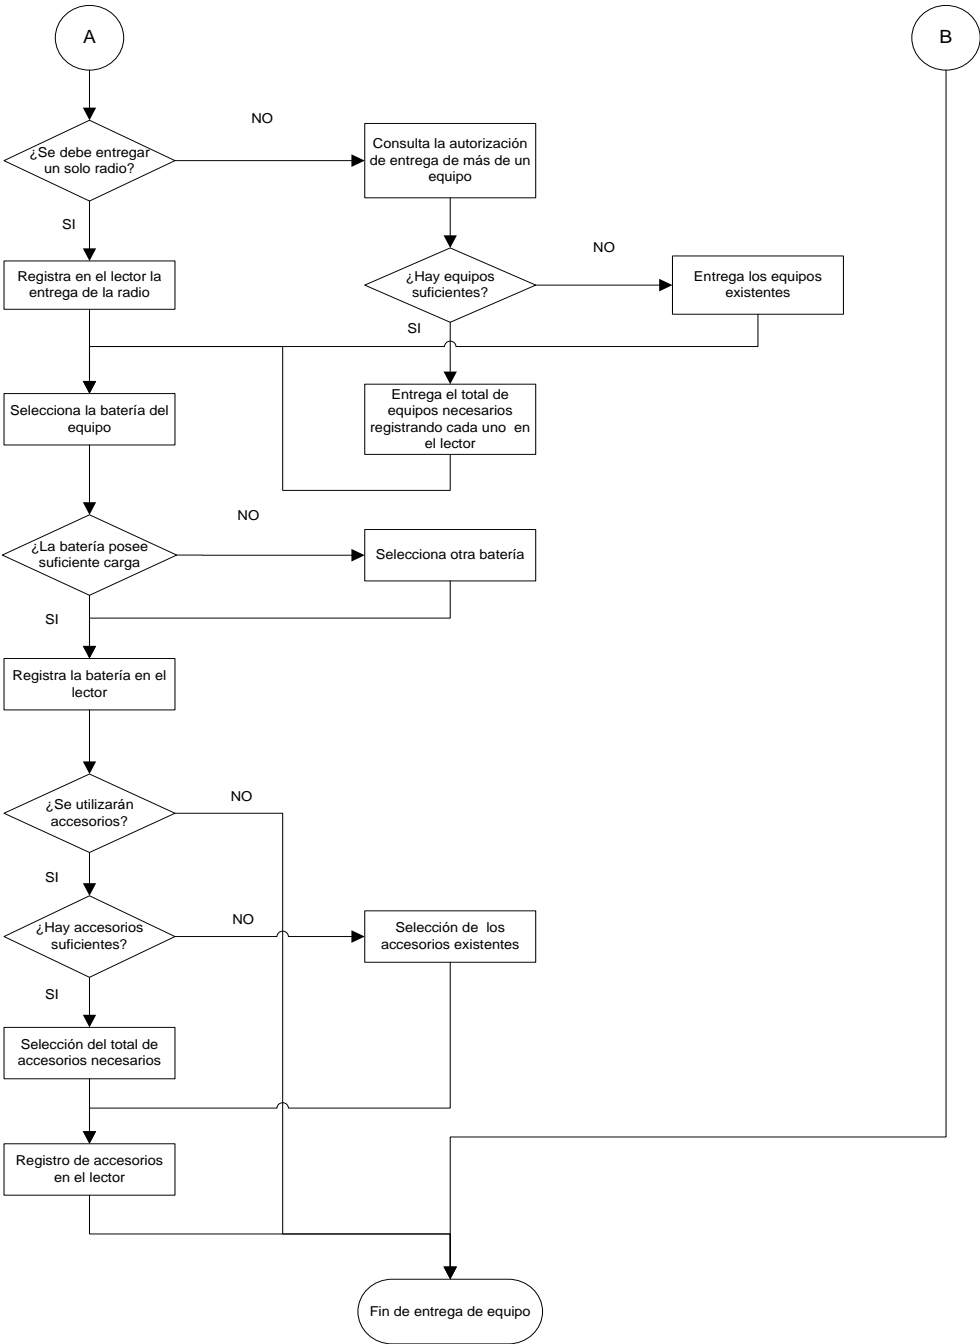 A
B
NO
¿Se debe entregar
un solo radio?
Consulta la autorización
de entrega de más de un
equipo
SI
NO
Registra en el lector la
entrega de la radio
¿Hay equipos
suficientes?
Entrega los equipos
existentes
SI
Selecciona la batería del
equipo
Entrega el total de
equipos necesarios
registrando cada uno en
el lector
NO
¿La batería posee
suficiente carga
Selecciona otra batería
SI
Registra la batería en el
lector
NO
¿Se utilizarán
accesorios?
SI
NO
¿Hay accesorios
suficientes?
Selección de los
accesorios existentes
SI
Selección del total de
accesorios necesarios
Registro de accesorios
en el lector
Fin de entrega de equipo